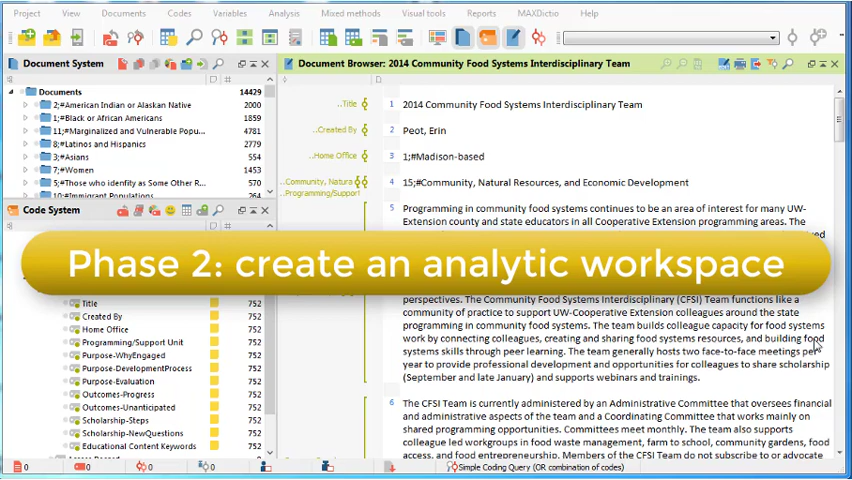 Project View Documents Codes Variables Analysis Mixed methods Visual tools Reports MAXDictio Help
Document System
Documents 14429
2;#American Indian or Alaskan Native 2000
1;#Black or African Americans 1859
11;#Marginalized and Vulnerable Popu... 4781
8;#Latinos and Hispanics 2779
3;#Asians 554
7;#Women 1453
5;#Those who idenfity as Some Other R... 570
10;#Immigrant Populations 264
Code System
Title 752
Created By 752
Home Office 752
Programming/Support Unit 752
Purpose-WhyEngaged 752
Purpose-DevelopmentProcess 752
Purpose-Evaluation 752
Outcomes-Progress 752
Outcomes-Unanticipated 752
Scholarship-Steps 752
Scholarship-NewQuestions 752
Educational Content Keywords 752
Document Browser: 2014 Community Food Systems Interdisciplinary Team
..Title
1 2014 Community Food Systems Interdisciplinary Team
..Created By
2 Peot, Erin
..Home Office
3 1;#Madison-based
..Community, Natura
4 15;#Community, Natural Resources, and Economic Development
..Programming/Support
5 Programming in community food systems continues to be an area of interest for many UW-
Extension county and state educators in all Cooperative Extension programming areas. The
Phase 2: create an analytic workspace
perspectives. The Community Food Systems Interdisciplinary (CFSI) Team functions like a
community of practice to support UW-Cooperative Extension colleagues around the state
programming in community food systems. The team builds colleague capacity for food systems
work by connecting colleagues, creating and sharing food systems resources, and building food
systems skills through peer learning. The team generally hosts two face-to-face meetings per
year to provide professional development and opportunities for colleagues to share scholarship
(September and late January) and supports webinars and trainings.
6 The CFSI Team is currently administered by an Administrative Committee that oversees financial
and administrative aspects of the team and a Coordinating Committee that works mainly on
shared programming opportunities. Committees meet monthly. The team also supports
colleague led workgroups in food waste management, farm to school, community gardens, food
access, and food entrepreneurship. Members of the CFSI Team do not subscribe to or advocate
0 0 0 0 Simple Coding Query (OR combination of codes)